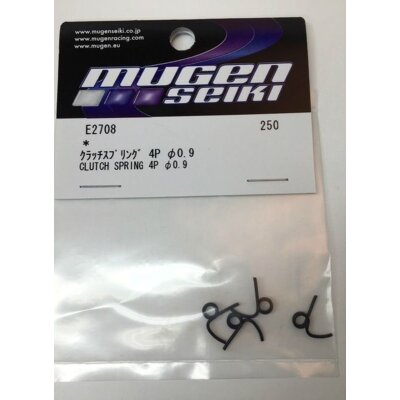 www.mugenseiki.co.jp
www.mugenracing.com
www.mugen.eu
mugen
SEIKI
E2708 250
*
クラッチスプリング 4P φ0.9
CLUTCH SPRING 4P φ0.9